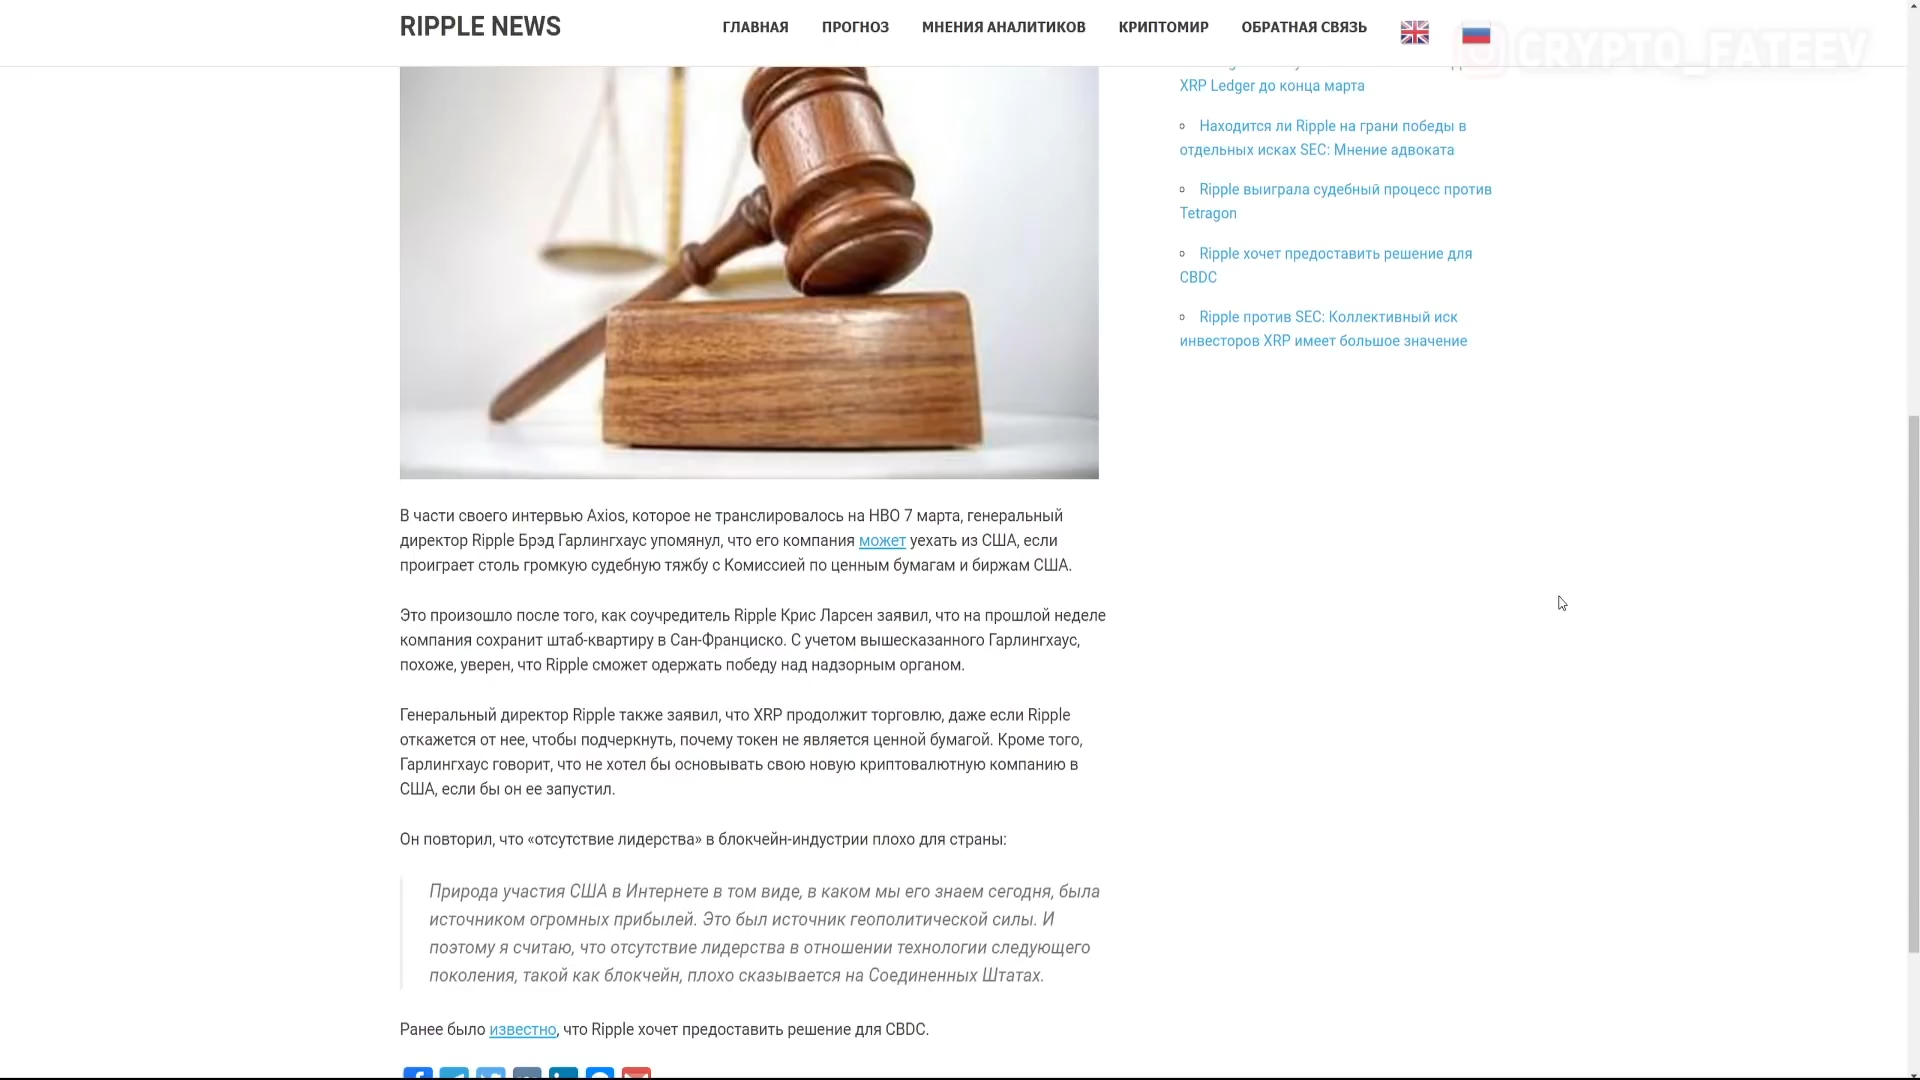 RIPPLE NEWS
ГЛАВНАЯ
ПРОГНОЗ
МНЕНИЯ АНАЛИТИКОВ
КРИПТОМИР
ОБРАТНАЯ СВЯЗЬ
CRYPTO_FATEEV
XRP Ledger до конца марта
Находится ли Ripple на грани победы в
отдельных исках SEC: Мнение адвоката
Ripple выиграла судебный процесс против
Tetragon
Ripple хочет предоставить решение для
CBDC
Ripple против SEC: Коллективный иск
инвесторов XRP имеет большое значение
В части своего интервью Axios, которое не транслировалось на HBO 7 марта, генеральный
директор Ripple Брэд Гарлингхаус упомянул, что его компания может уехать из США, если
проиграет столь громкую судебную тяжбу с Комиссией по ценным бумагам и биржам США.
Это произошло после того, как соучредитель Ripple Крис Ларсен заявил, что на прошлой неделе
компания сохранит штаб-квартиру в Сан-Франциско. С учетом вышесказанного Гарлингхаус,
похоже, уверен, что Ripple сможет одержать победу над надзорным органом.
Генеральный директор Ripple также заявил, что XRP продолжит торговлю, даже если Ripple
откажется от нее, чтобы подчеркнуть, почему токен не является ценной бумагой. Кроме того,
Гарлингхаус говорит, что не хотел бы основывать свою новую криптовалютную компанию в
США, если бы он ее запустил.
Он повторил, что «отсутствие лидерства» в блокчейн-индустрии плохо для страны:
Природа участия США в Интернете в том виде, в каком мы его знаем сегодня, была
источником огромных прибылей. Это был источник геополитической силы. И
поэтому я считаю, что отсутствие лидерства в отношении технологии следующего
поколения, такой как блокчейн, плохо сказывается на Соединенных Штатах.
Ранее было известно, что Ripple хочет предоставить решение для CBDC.